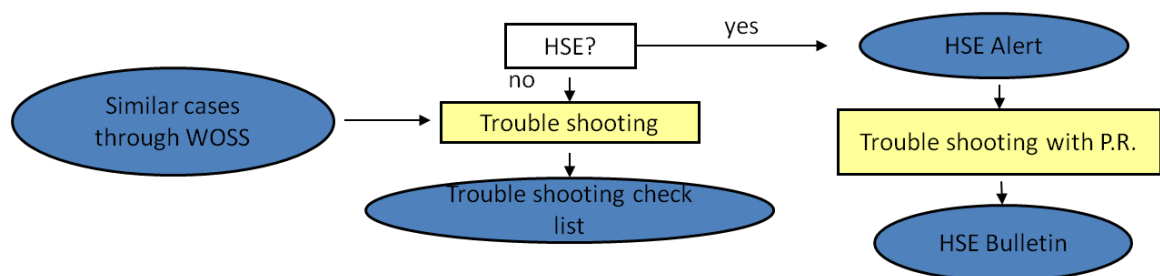 yes
HSE?
HSE Alert
no
Similar cases
through WOSS
Trouble shooting
Trouble shooting with P.R.
Trouble shooting check
list
HSE Bulletin